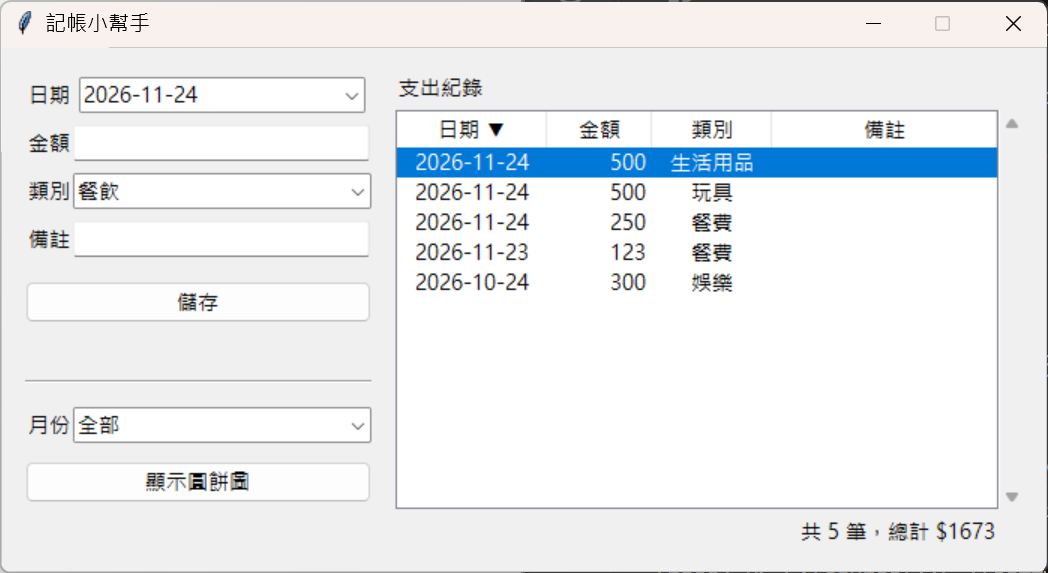 記帳小幫手
日期 2026-11-24
金額
類別 餐飲
備註
儲存
月份 全部
顯示圓餅圖
支出紀錄
日期 ▼ 金額 類別 備註
2026-11-24 500 生活用品
2026-11-24 500 玩具
2026-11-24 250 餐費
2026-11-23 123 餐費
2026-10-24 300 娛樂
共 5 筆，總計 $1673